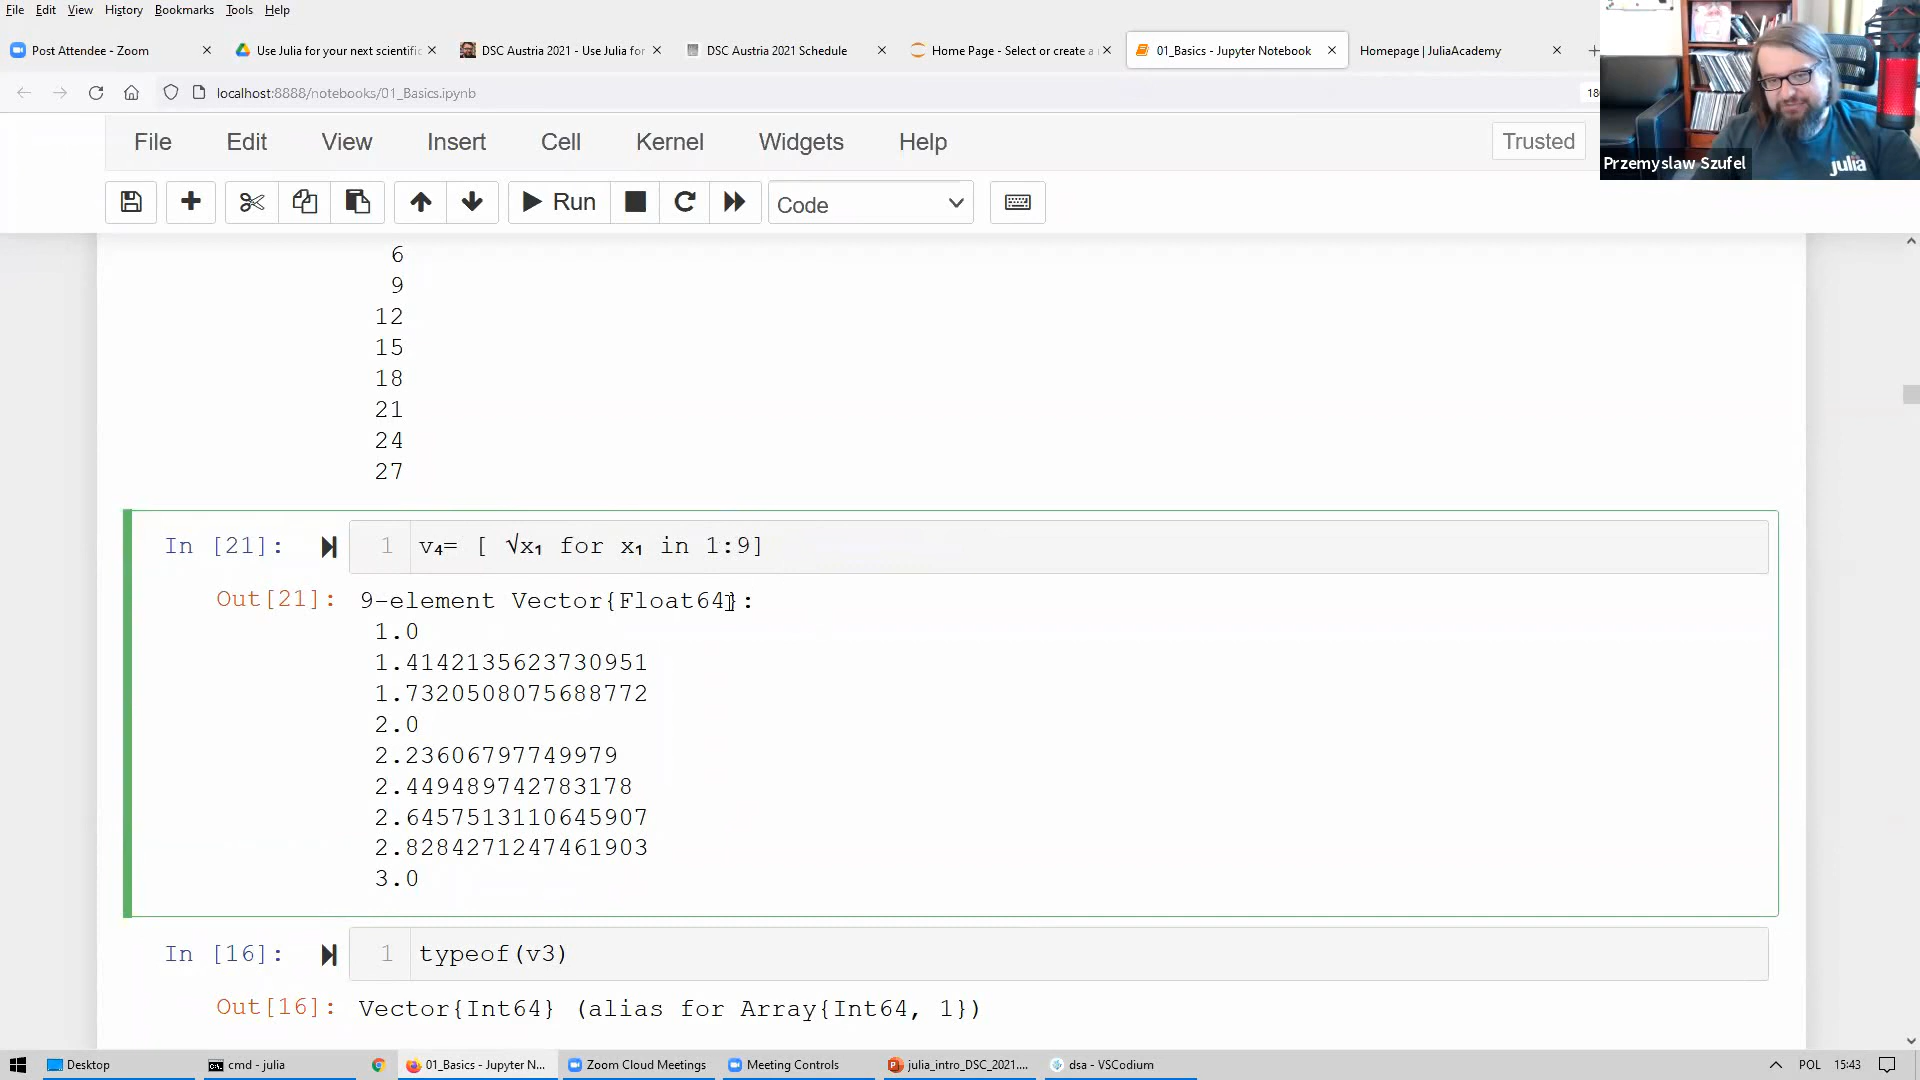 File Edit View History Bookmarks Tools Help
Post Attendee - Zoom
Use Julia for your next scientific
DSC Austria 2021 - Use Julia for
DSC Austria 2021 Schedule
Home Page - Select or create a
01_Basics - Jupyter Notebook
Homepage | JuliaAcademy
localhost:8888/notebooks/01_Basics.ipynb
File Edit View Insert Cell Kernel Widgets Help
Trusted
julia
Przemyslaw Szufel
Run
Code
6
9
12
15
18
21
24
27
In [21]: 1 v₄= [ √x₁ for x₁ in 1:9]
Out[21]: 9-element Vector{Float64}:
1.0
1.4142135623730951
1.7320508075688772
2.0
2.23606797749979
2.449489742783178
2.6457513110645907
2.8284271247461903
3.0
In [16]: 1 typeof(v3)
Out[16]: Vector{Int64} (alias for Array{Int64, 1})
Desktop
cmd - julia
01_Basics - Jupyter N...
Zoom Cloud Meetings
Meeting Controls
julia_intro_DSC_2021....
dsa - VSCodium
POL
15:43